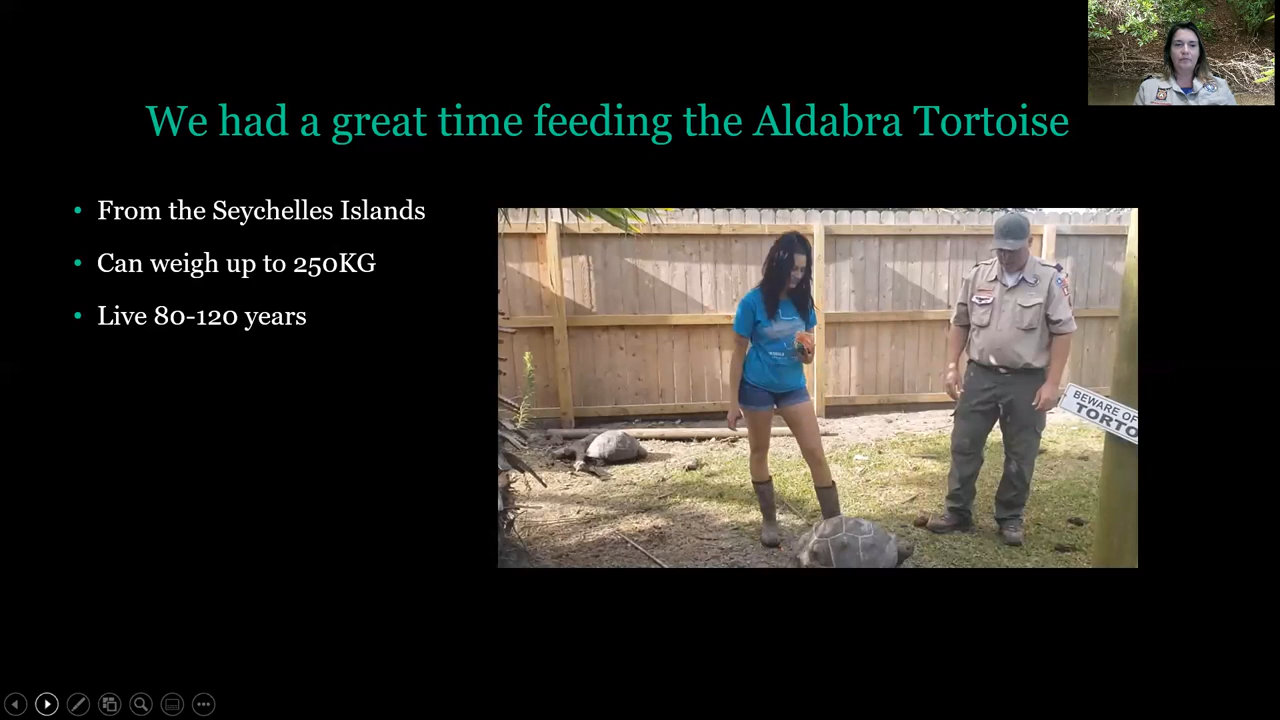 We had a great time feeding the Aldabra Tortoise
• From the Seychelles Islands
• Can weigh up to 250KG
• Live 80-120 years
BEWARE OF
TORTO